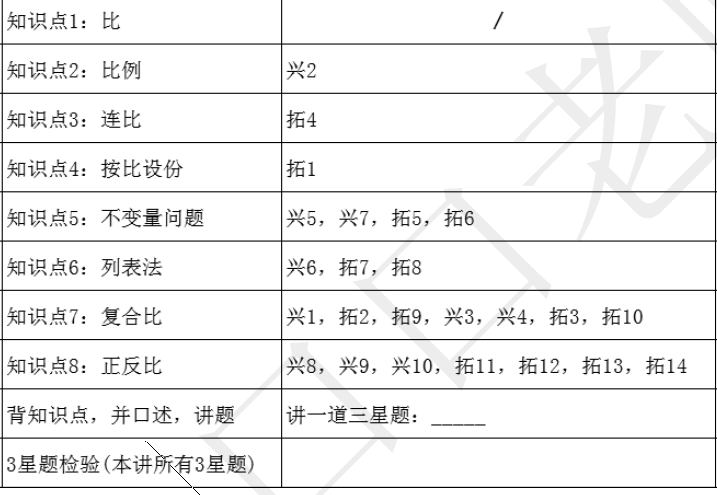 知识点1：比 /
知识点2：比例 兴2
知识点3：连比 拓4
知识点4：按比设份 拓1
知识点5：不变量问题 兴5，兴7，拓5，拓6
知识点6：列表法 兴6，拓7，拓8
知识点7：复合比 兴1，拓2，拓9，兴3，兴4，拓3，拓10
知识点8：正反比 兴8，兴9，兴10，拓11，拓12，拓13，拓14
背知识点，并口述，讲题 讲一道三星题：_____
3星题检验(本讲所有3星题)
口口老